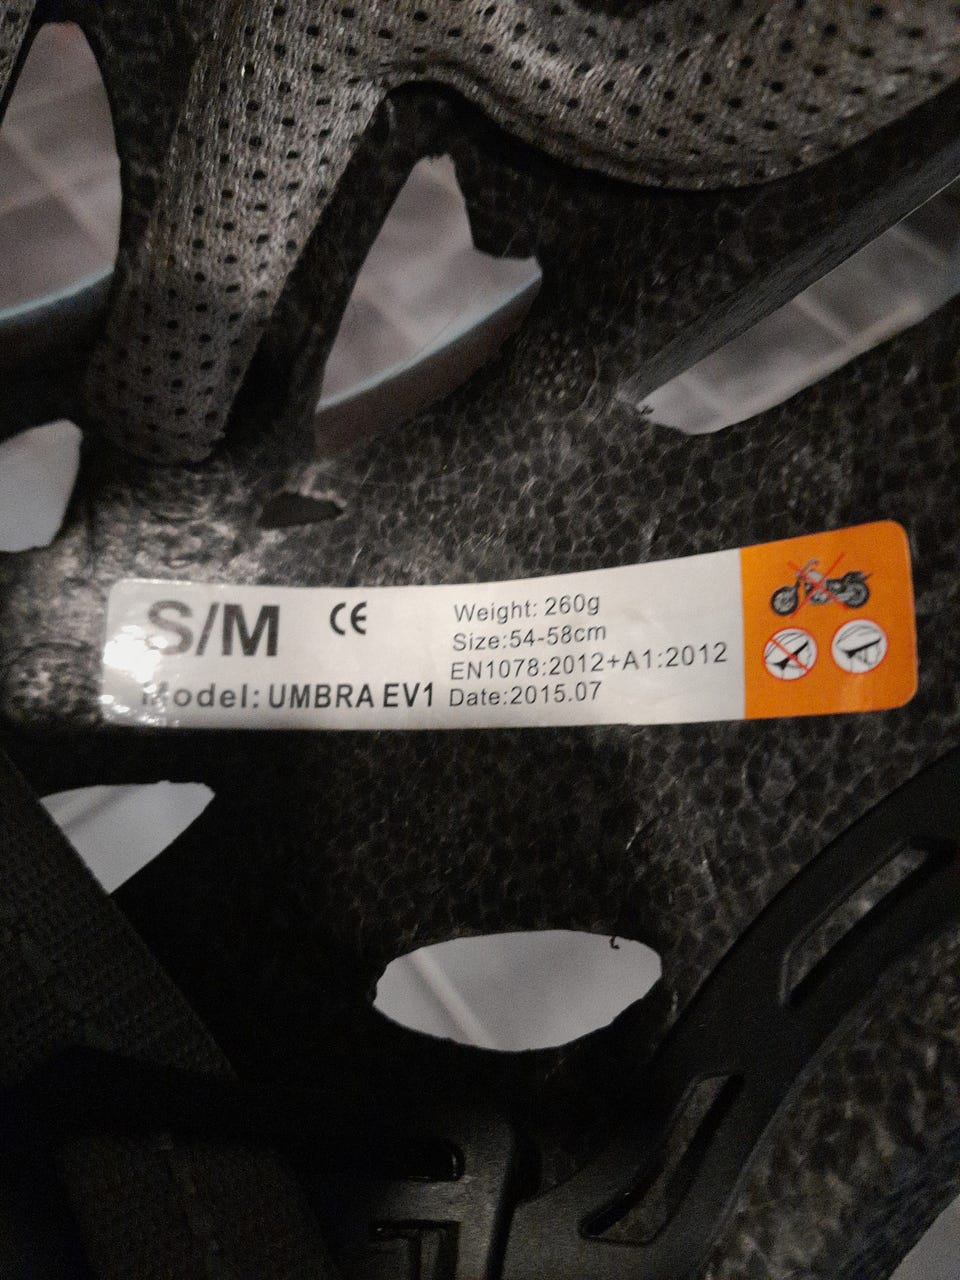 S/M CE
Model: UMBRA EV1
Weight: 260g
Size:54-58cm
EN1078:2012+A1:2012
Date:2015.07